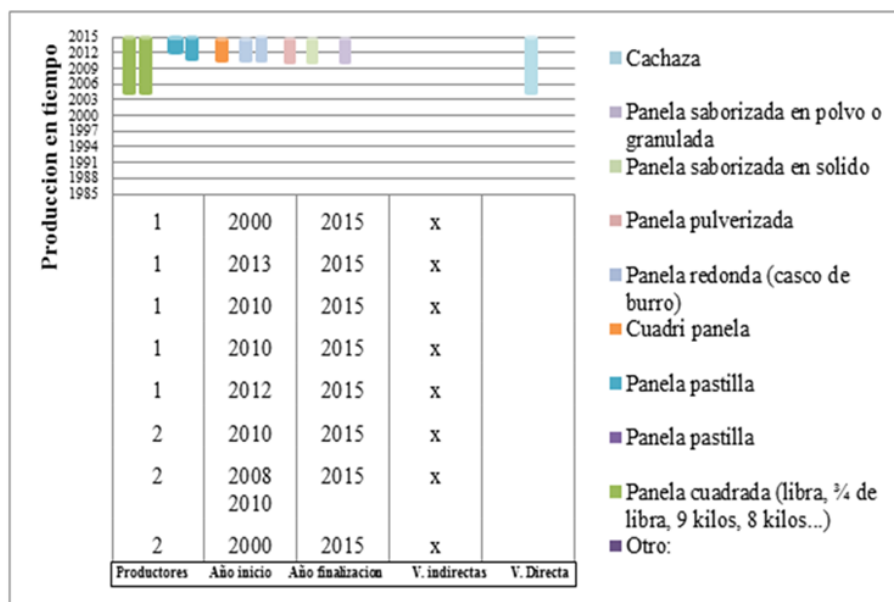 Produccion en tiempo
2015
2012
2009
2006
2003
2000
1997
1994
1991
1988
1985
1 2000 2015 x
1 2013 2015 x
1 2010 2015 x
1 2010 2015 x
1 2012 2015 x
2 2010 2015 x
2 2008 2015 x
2010
2 2000 2015 x
Productores Año inicio Año finalizacion V. indirectas V. Directa
Cachaza
Panela saborizada en polvo o
granulada
Panela saborizada en solido
Panela pulverizada
Panela redonda (casco de
burro)
Cuadri panela
Panela pastilla
Panela pastilla
Panela cuadrada (libra, ¾ de
libra, 9 kilos, 8 kilos...)
Otro: